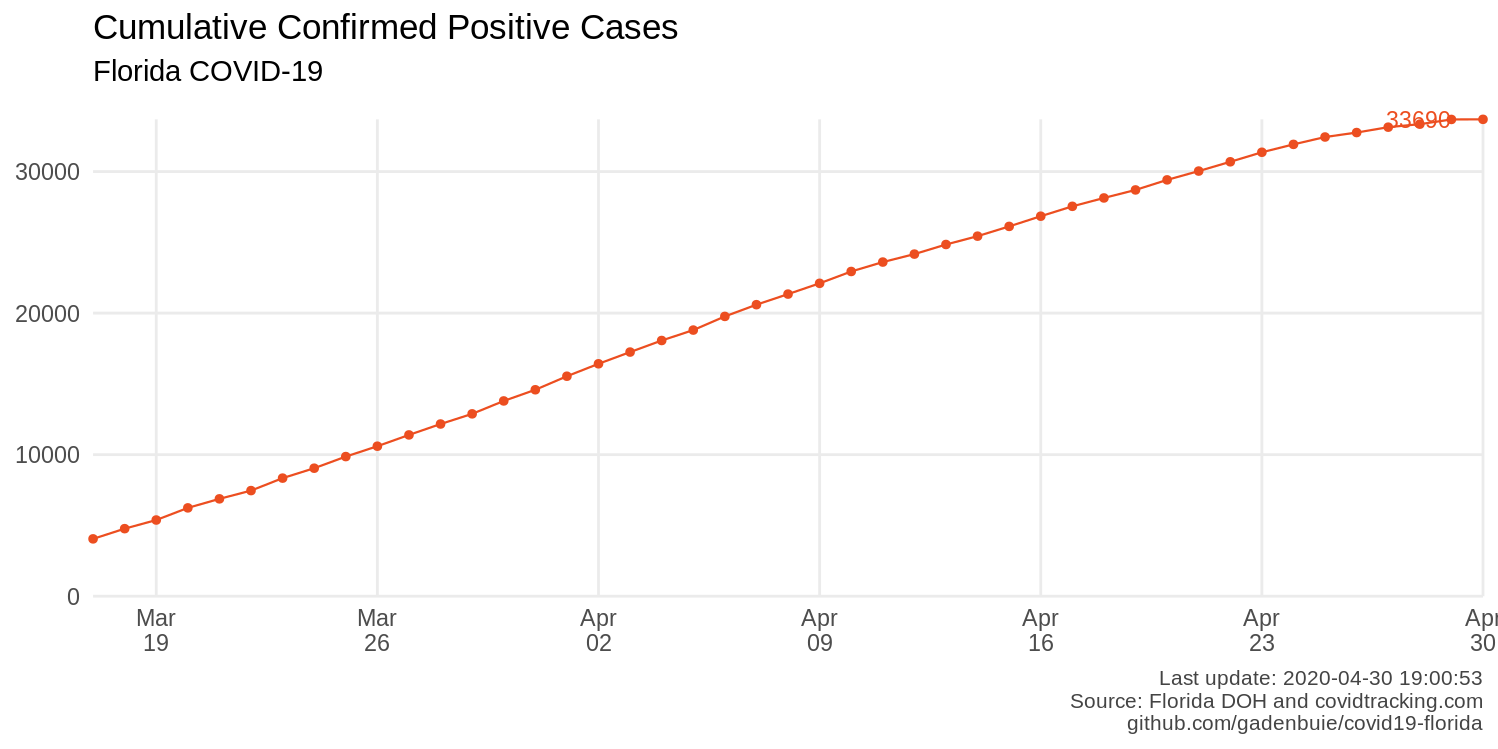 Cumulative Confirmed Positive Cases
Florida COVID-19
33690
30000
20000
10000
0
Mar
19
Mar
26
Apr
02
Apr
09
Apr
16
Apr
23
Apr
30
Last update: 2020-04-30 19:00:53
Source: Florida DOH and covidtracking.com
github.com/gadenbuie/covid19-florida